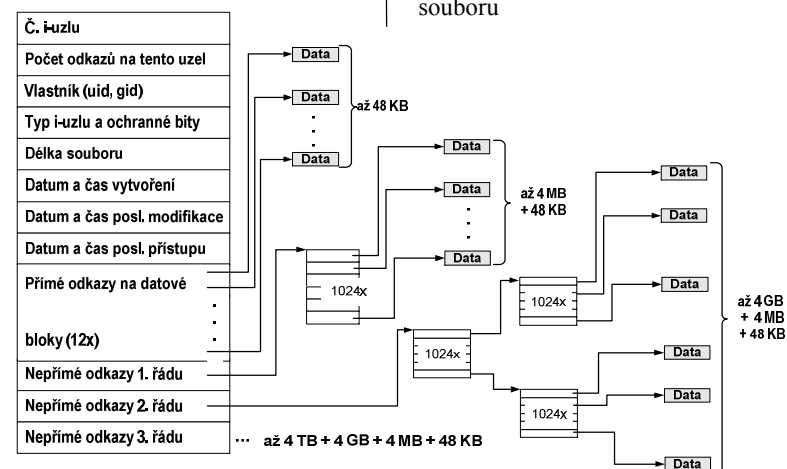 souboru
Č. i-uzlu
Počet odkazů na tento uzel
Vlastník (uid, gid)
Typ i-uzlu a ochranné bity
Délka souboru
Datum a čas vytvoření
Datum a čas posl. modifikace
Datum a čas posl. přístupu
Přímé odkazy na datové
bloky (12x)
Nepřímé odkazy 1. řádu
Nepřímé odkazy 2. řádu
Nepřímé odkazy 3. řádu
... až 4 TB + 4 GB + 4 MB + 48 KB
Data
Data
Data
až 48 KB
1024x
Data
Data
Data
až 4 MB
+ 48 KB
1024x
1024x
1024x
Data
Data
Data
Data
Data
Data
až 4 GB
+ 4 MB
+ 48 KB